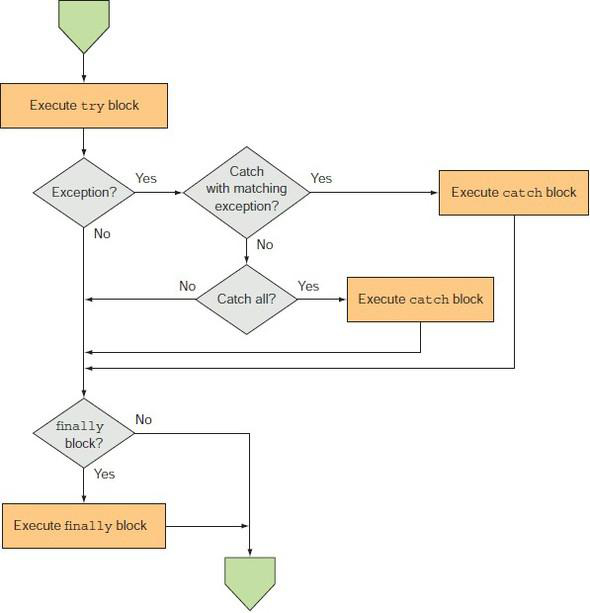 Execute try block
Exception?
Yes
Catch
with matching
exception?
Yes
Execute catch block
No
No
No
Catch all?
Yes
Execute catch block
finally
block?
No
Yes
Execute finally block